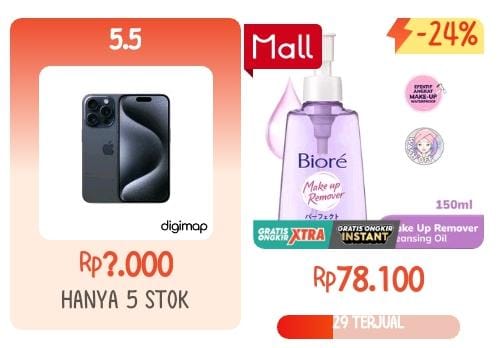 5.5
digimap
Rp?.000
HANYA 5 STOK
Mall
-24%
EFEKTIF
ANGKAT
MAKE-UP
WATERPROOF
Bioré
Make up
Remover
パーフェクト
150ml
GRATIS
ONGKIR XTRA
GRATIS ONGKIR
INSTANT
ake Up Remover
eansing Oil
Rp78.100
29 TERJUAL